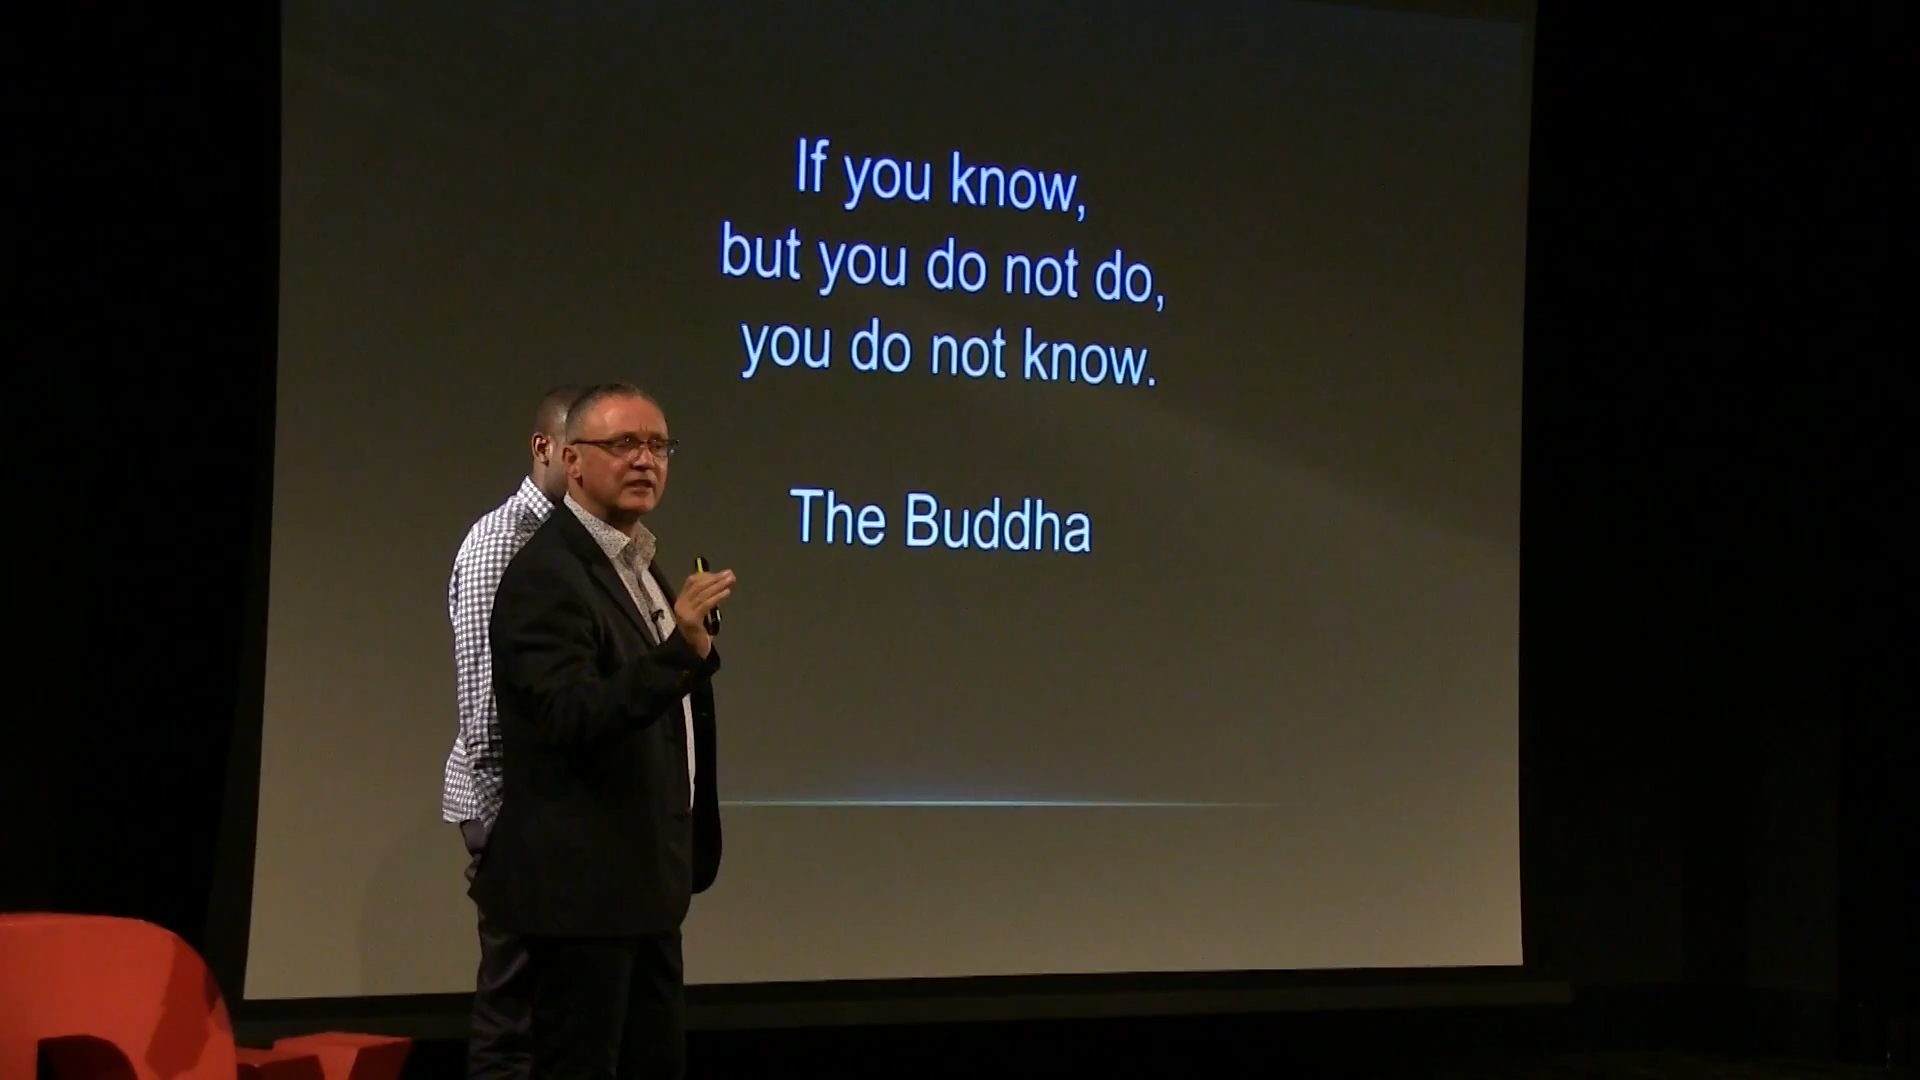 If you know,
but you do not do,
you do not know.
The Buddha